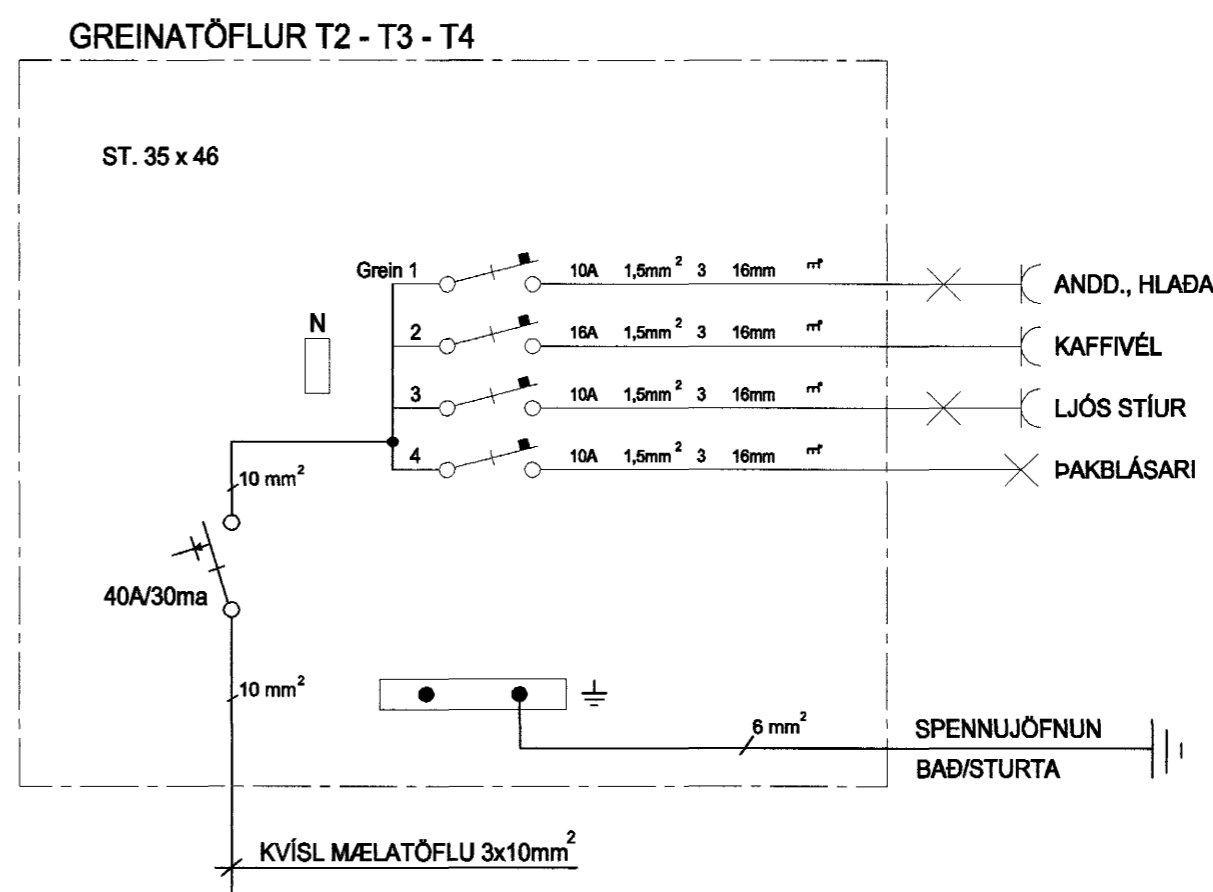 GREINATÖFLUR T2 - T3 - T4
ST. 35 x 46
Grein 1 10A 1,5mm² 3 16mm ANDD., HLAÐA
N
2 16A 1,5mm² 3 16mm KAFFIVÉL
3 10A 1,5mm² 3 16mm LJÓS STÍUR
4 10A 1,5mm² 3 16mm ÞAKBLÁSARI
10 mm²
40A/30ma
10 mm²
6 mm² SPENNUJÖFNUN
BAÐ/STURTA
KVÍSL MÆLATÖFLU 3x10mm²